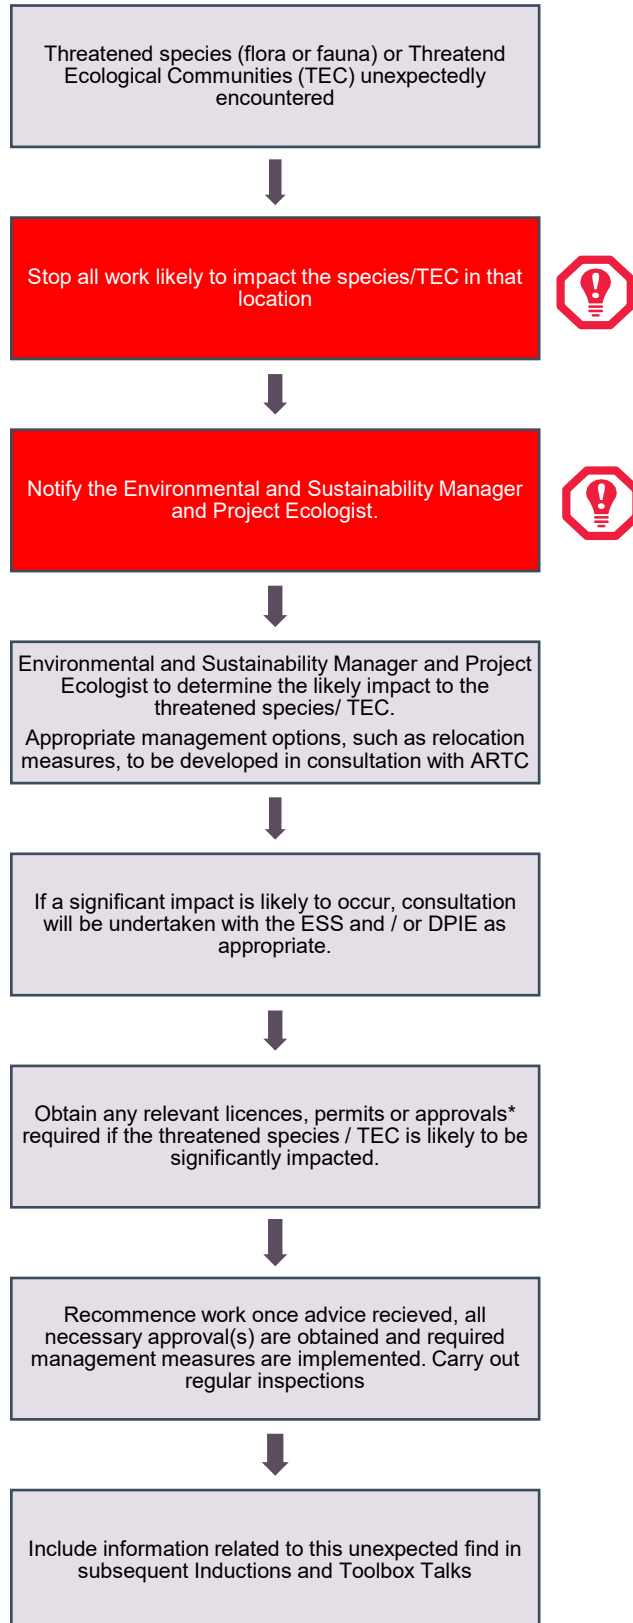 Threatened species (flora or fauna) or Threatend
Ecological Communities (TEC) unexpectedly
encountered
Stop all work likely to impact the species/TEC in that
location
Notify the Environmental and Sustainability Manager
and Project Ecologist.
Environmental and Sustainability Manager and Project
Ecologist to determine the likely impact to the
threatened species/ TEC.
Appropriate management options, such as relocation
measures, to be developed in consultation with ARTC
If a significant impact is likely to occur, consultation
will be undertaken with the ESS and / or DPIE as
appropriate.
Obtain any relevant licences, permits or approvals*
required if the threatened species / TEC is likely to be
significantly impacted.
Recommence work once advice recieved, all
necessary approval(s) are obtained and required
management measures are implemented. Carry out
regular inspections
Include information related to this unexpected find in
subsequent Inductions and Toolbox Talks